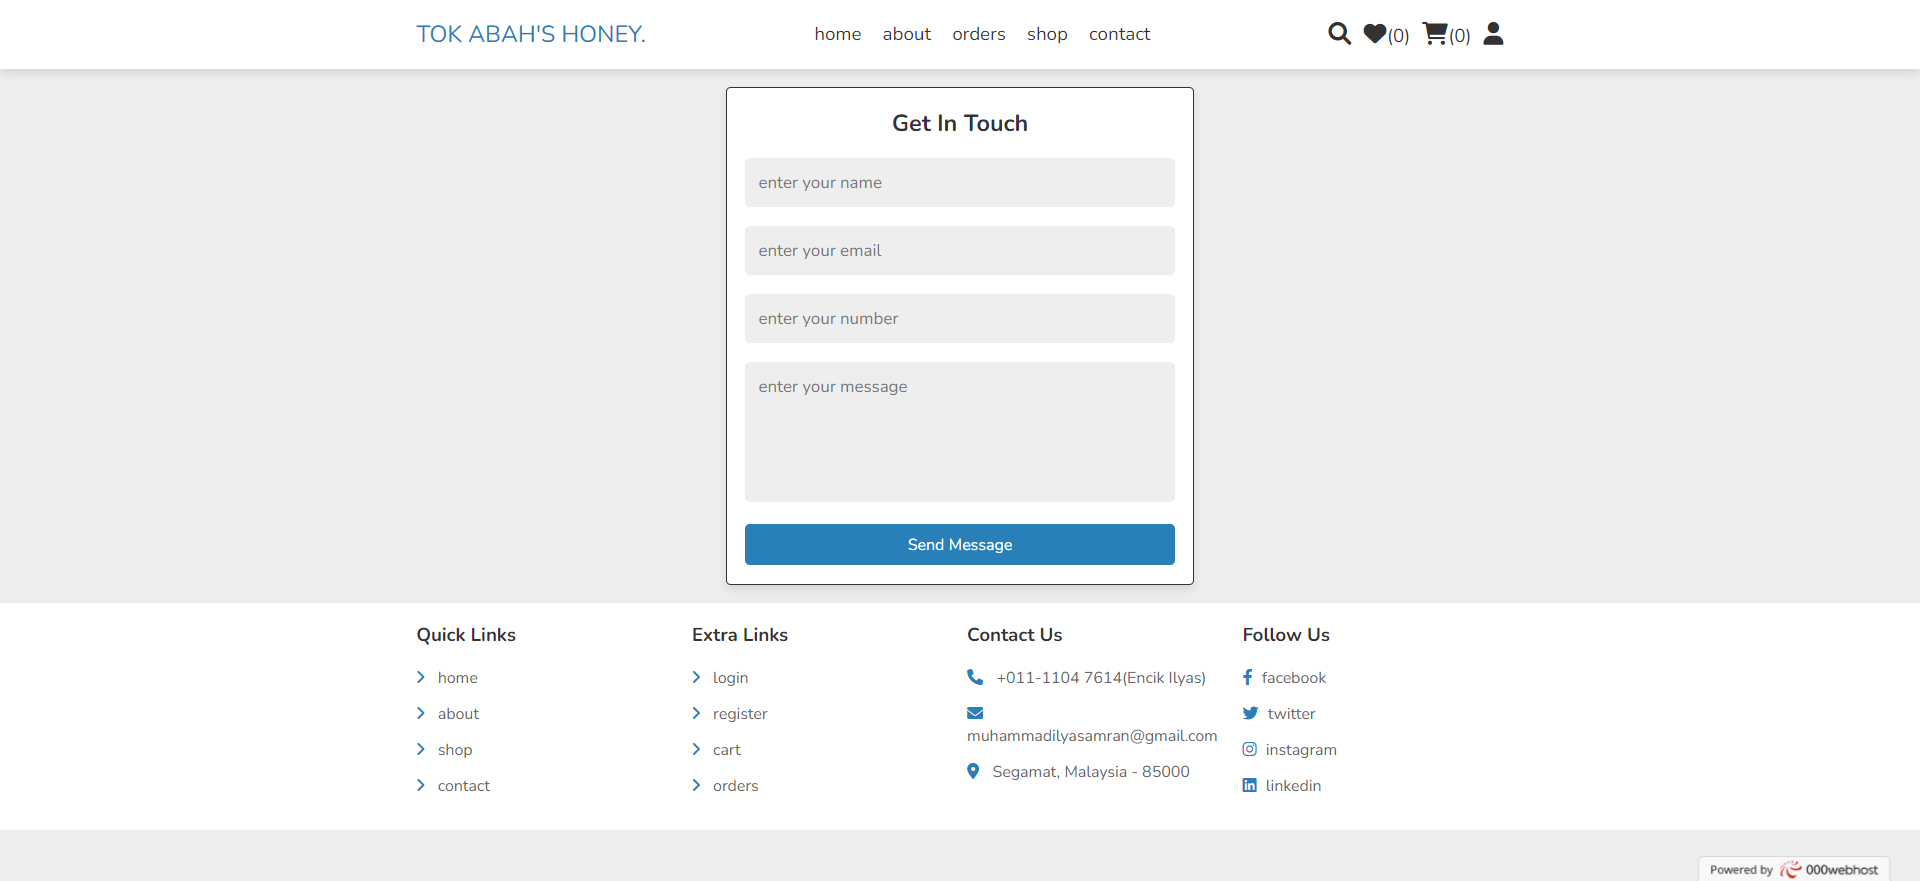 TOK ABAH'S HONEY.
home about orders shop contact
(0) (0)
Get In Touch
enter your name
enter your email
enter your number
enter your message
Send Message
Quick Links
home
about
shop
contact
Extra Links
login
register
cart
orders
Contact Us
+011-1104 7614(Encik Ilyas)
muhammadilyasamran@gmail.com
Segamat, Malaysia - 85000
Follow Us
facebook
twitter
instagram
linkedin
Powered by 000webhost